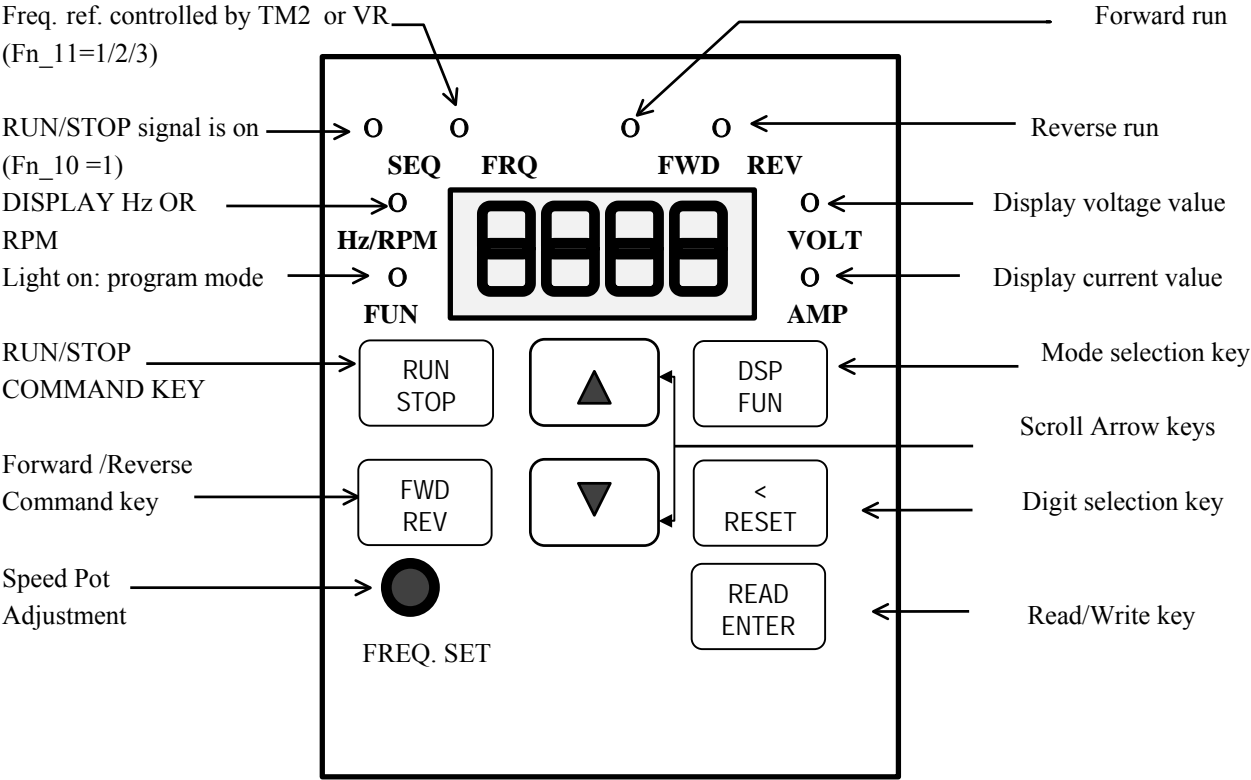 Freq. ref. controlled by TM2 or VR
(Fn_11=1/2/3)
Forward run
RUN/STOP signal is on
(Fn_10 =1)
O O O O
Reverse run
SEQ FRQ FWD REV
DISPLAY Hz OR
RPM
O
8888
O
Display voltage value
Hz/RPM
VOLT
Light on: program mode
O
O
Display current value
FUN
AMP
RUN/STOP
COMMAND KEY
RUN
STOP
DSP
FUN
Mode selection key
Scroll Arrow keys
Forward /Reverse
Command key
FWD
REV
<
RESET
Digit selection key
Speed Pot
Adjustment
READ
ENTER
Read/Write key
FREQ. SET